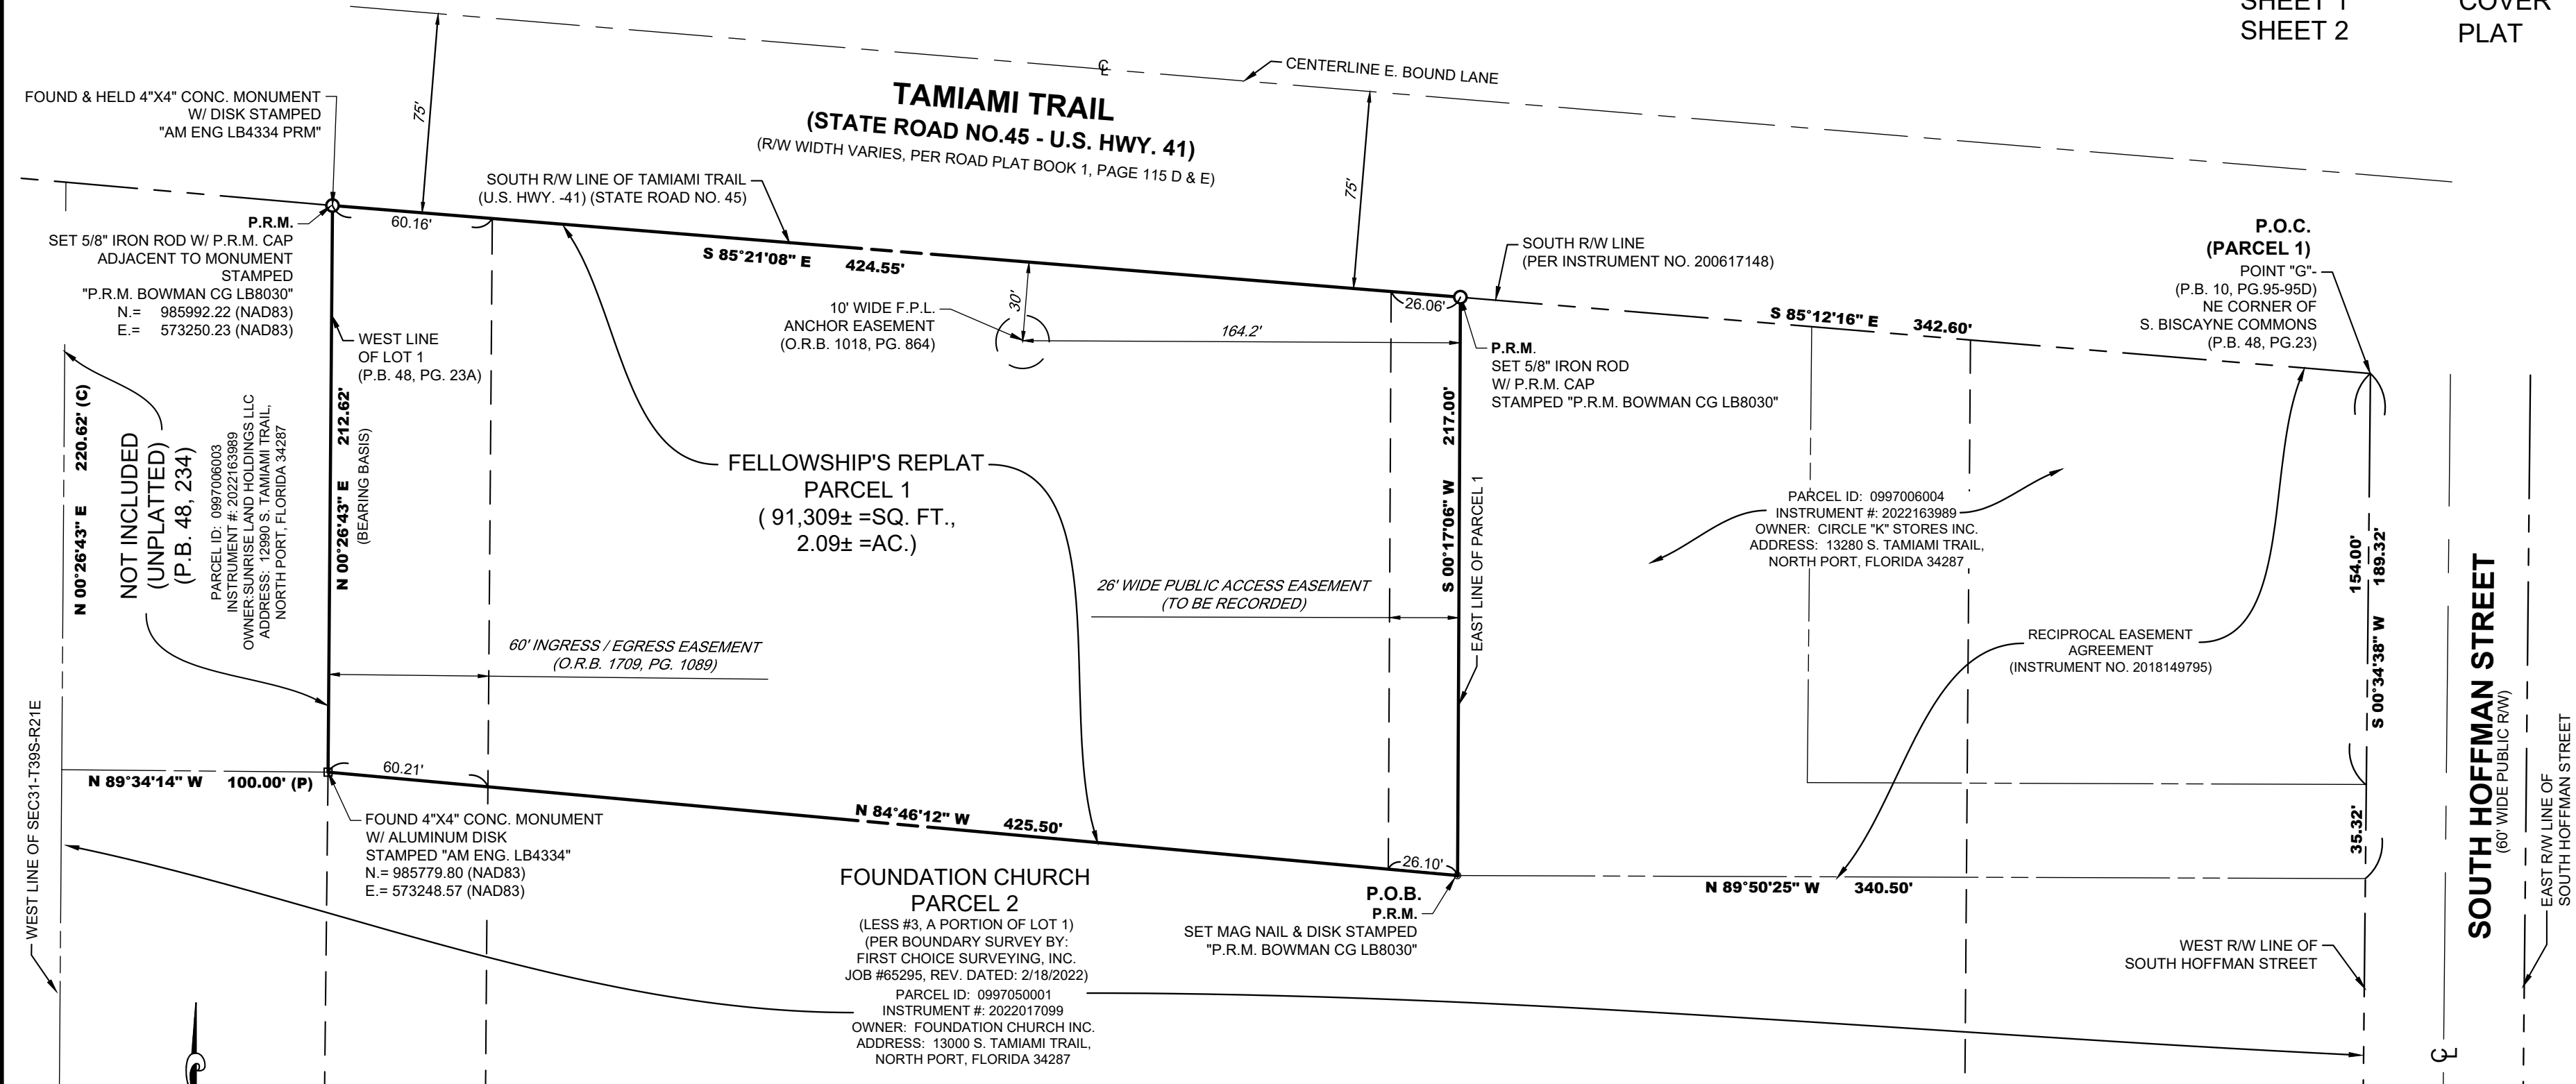 SHEET 1 COVER
SHEET 2 PLAT
CENTERLINE E. BOUND LANE
75'
TAMIAMI TRAIL
(STATE ROAD NO.45 - U.S. HWY. 41)
(R/W WIDTH VARIES, PER ROAD PLAT BOOK 1, PAGE 115 D & E)
75'
FOUND & HELD 4"X4" CONC. MONUMENT
W/ DISK STAMPED
"AM ENG LB4334 PRM"
SOUTH R/W LINE OF TAMIAMI TRAIL
(U.S. HWY. -41) (STATE ROAD NO. 45)
60.16'
S 85°21'08" E 424.55'
P.R.M.
SET 5/8" IRON ROD W/ P.R.M. CAP
ADJACENT TO MONUMENT
STAMPED
"P.R.M. BOWMAN CG LB8030"
N.= 985992.22 (NAD83)
E.= 573250.23 (NAD83)
WEST LINE
OF LOT 1
(P.B. 48, PG. 23A)
10' WIDE F.P.L.
ANCHOR EASEMENT
(O.R.B. 1018, PG. 864)
30'
164.2'
26.06'
SOUTH R/W LINE
(PER INSTRUMENT NO. 200617148)
P.R.M.
SET 5/8" IRON ROD
W/ P.R.M. CAP
STAMPED "P.R.M. BOWMAN CG LB8030"
S 85°12'16" E 342.60'
P.O.C.
(PARCEL 1)
POINT "G"-
(P.B. 10, PG.95-95D)
NE CORNER OF
S. BISCAYNE COMMONS
(P.B. 48, PG.23)
N 00°26'43" E 220.62' (C)
NOT INCLUDED
(UNPLATTED)
(P.B. 48, 234)
PARCEL ID: 0997006003
INSTRUMENT #: 2022163989
OWNER:SUNRISE LAND HOLDINGS LLC
ADDRESS: 12990 S. TAMIAMI TRAIL,
NORTH PORT, FLORIDA 34287
N 00°26'43" E 212.62'
(BEARING BASIS)
FELLOWSHIP'S REPLAT
PARCEL 1
( 91,309± =SQ. FT.,
2.09± =AC.)
60' INGRESS / EGRESS EASEMENT
(O.R.B. 1709, PG. 1089)
26' WIDE PUBLIC ACCESS EASEMENT
(TO BE RECORDED)
S 00°17'06" W 217.00'
EAST LINE OF PARCEL 1
PARCEL ID: 0997006004
INSTRUMENT #: 2022163989
OWNER: CIRCLE "K" STORES INC.
ADDRESS: 13280 S. TAMIAMI TRAIL,
NORTH PORT, FLORIDA 34287
RECIPROCAL EASEMENT
AGREEMENT
(INSTRUMENT NO. 2018149795)
154.00'
S 00°34'38" W 189.32'
35.32'
SOUTH HOFFMAN STREET
(60' WIDE PUBLIC R/W)
EAST R/W LINE OF
SOUTH HOFFMAN STREET
WEST LINE OF SEC31-T39S-R21E
N 89°34'14" W 100.00' (P)
60.21'
FOUND 4"X4" CONC. MONUMENT
W/ ALUMINUM DISK
STAMPED "AM ENG. LB4334"
N.= 985779.80 (NAD83)
E.= 573248.57 (NAD83)
N 84°46'12" W 425.50'
26.10'
P.O.B.
P.R.M.
SET MAG NAIL & DISK STAMPED
"P.R.M. BOWMAN CG LB8030"
N 89°50'25" W 340.50'
WEST R/W LINE OF
SOUTH HOFFMAN STREET
FOUNDATION CHURCH
PARCEL 2
(LESS #3, A PORTION OF LOT 1)
(PER BOUNDARY SURVEY BY:
FIRST CHOICE SURVEYING, INC.
JOB #65295, REV. DATED: 2/18/2022)
PARCEL ID: 0997050001
INSTRUMENT #: 2022017099
OWNER: FOUNDATION CHURCH INC.
ADDRESS: 13000 S. TAMIAMI TRAIL,
NORTH PORT, FLORIDA 34287